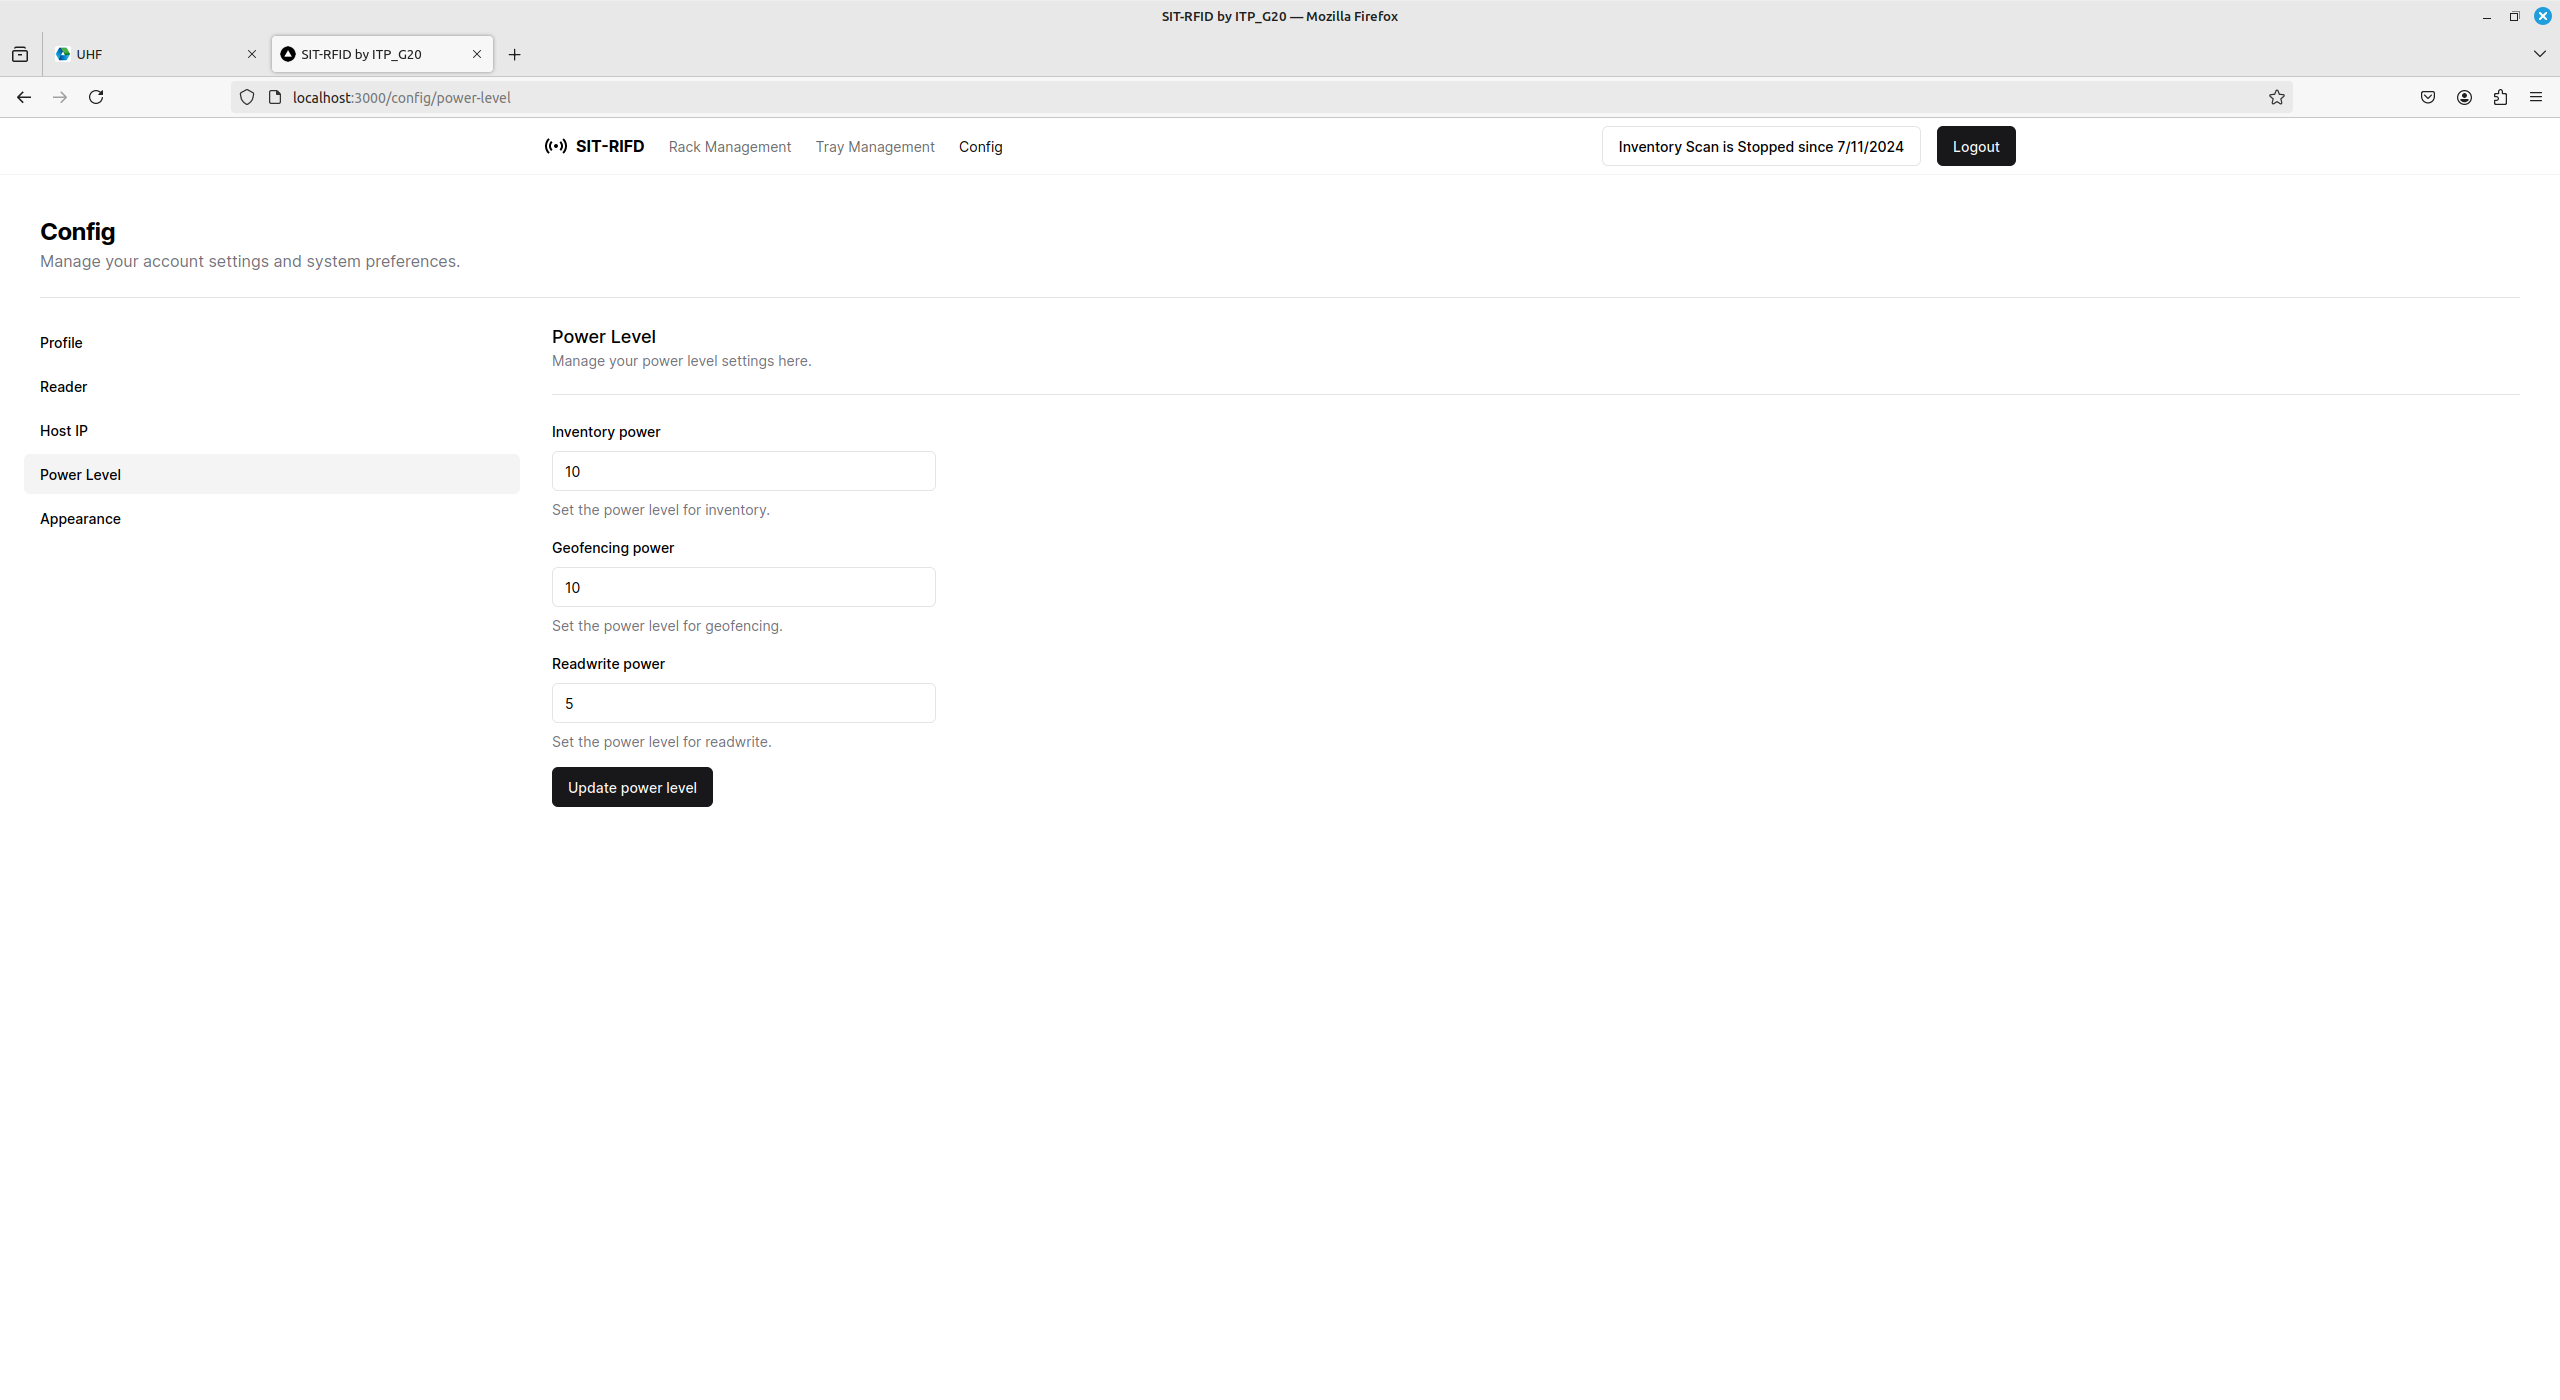 SIT-RFID by ITP_G20 — Mozilla Firefox
UHF
SIT-RFID by ITP_G20
localhost:3000/config/power-level
SIT-RIFD Rack Management Tray Management Config Inventory Scan is Stopped since 7/11/2024 Logout
Config
Manage your account settings and system preferences.
Profile
Reader
Host IP
Power Level
Appearance
Power Level
Manage your power level settings here.
Inventory power
10
Set the power level for inventory.
Geofencing power
10
Set the power level for geofencing.
Readwrite power
5
Set the power level for readwrite.
Update power level